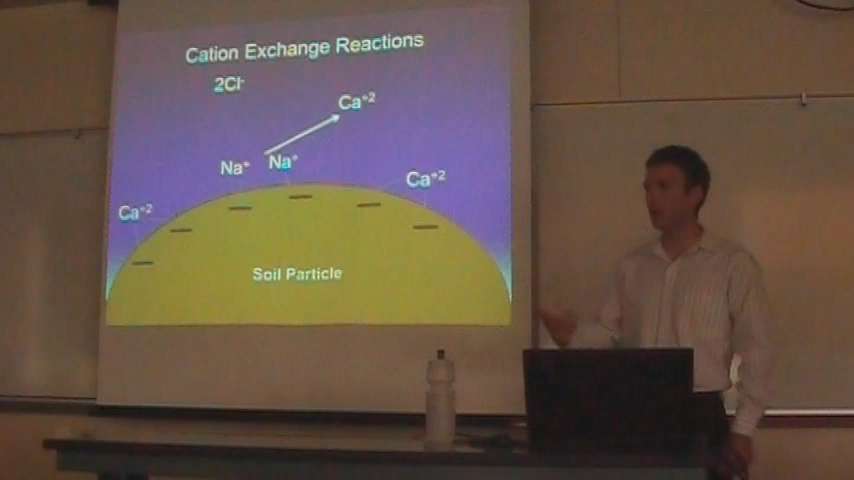 Cation Exchange Reactions
2Cl-
Ca+2
Na+ Na+
Ca+2
Ca+2
Soil Particle